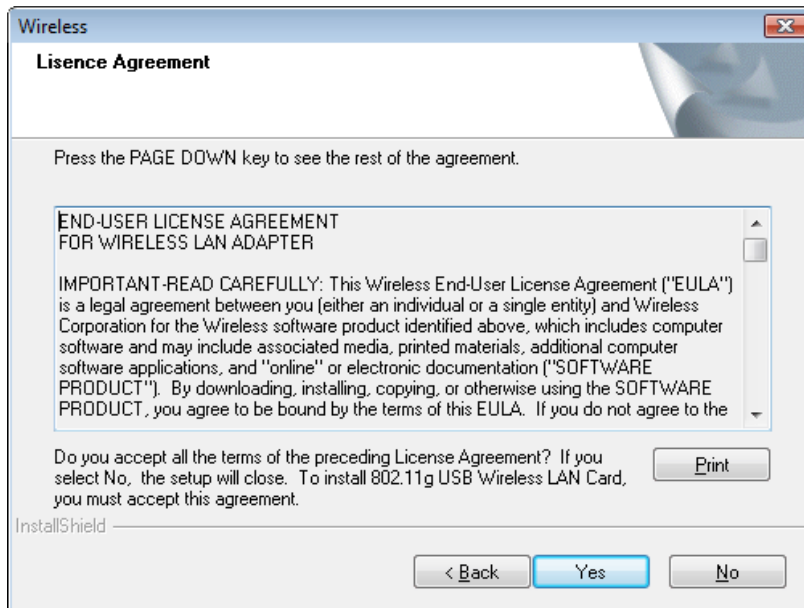 Wireless
Lisence Agreement
Press the PAGE DOWN key to see the rest of the agreement.
END-USER LICENSE AGREEMENT
FOR WIRELESS LAN ADAPTER
IMPORTANT-READ CAREFULLY: This Wireless End-User License Agreement ("EULA")
is a legal agreement between you (either an individual or a single entity) and Wireless
Corporation for the Wireless software product identified above, which includes computer
software and may include associated media, printed materials, additional computer
software applications, and "online" or electronic documentation ("SOFTWARE
PRODUCT"). By downloading, installing, copying, or otherwise using the SOFTWARE
PRODUCT, you agree to be bound by the terms of this EULA. If you do not agree to the
Do you accept all the terms of the preceding License Agreement? If you
select No, the setup will close. To install 802.11g USB Wireless LAN Card,
you must accept this agreement.
Print
InstallShield
< Back
Yes
No